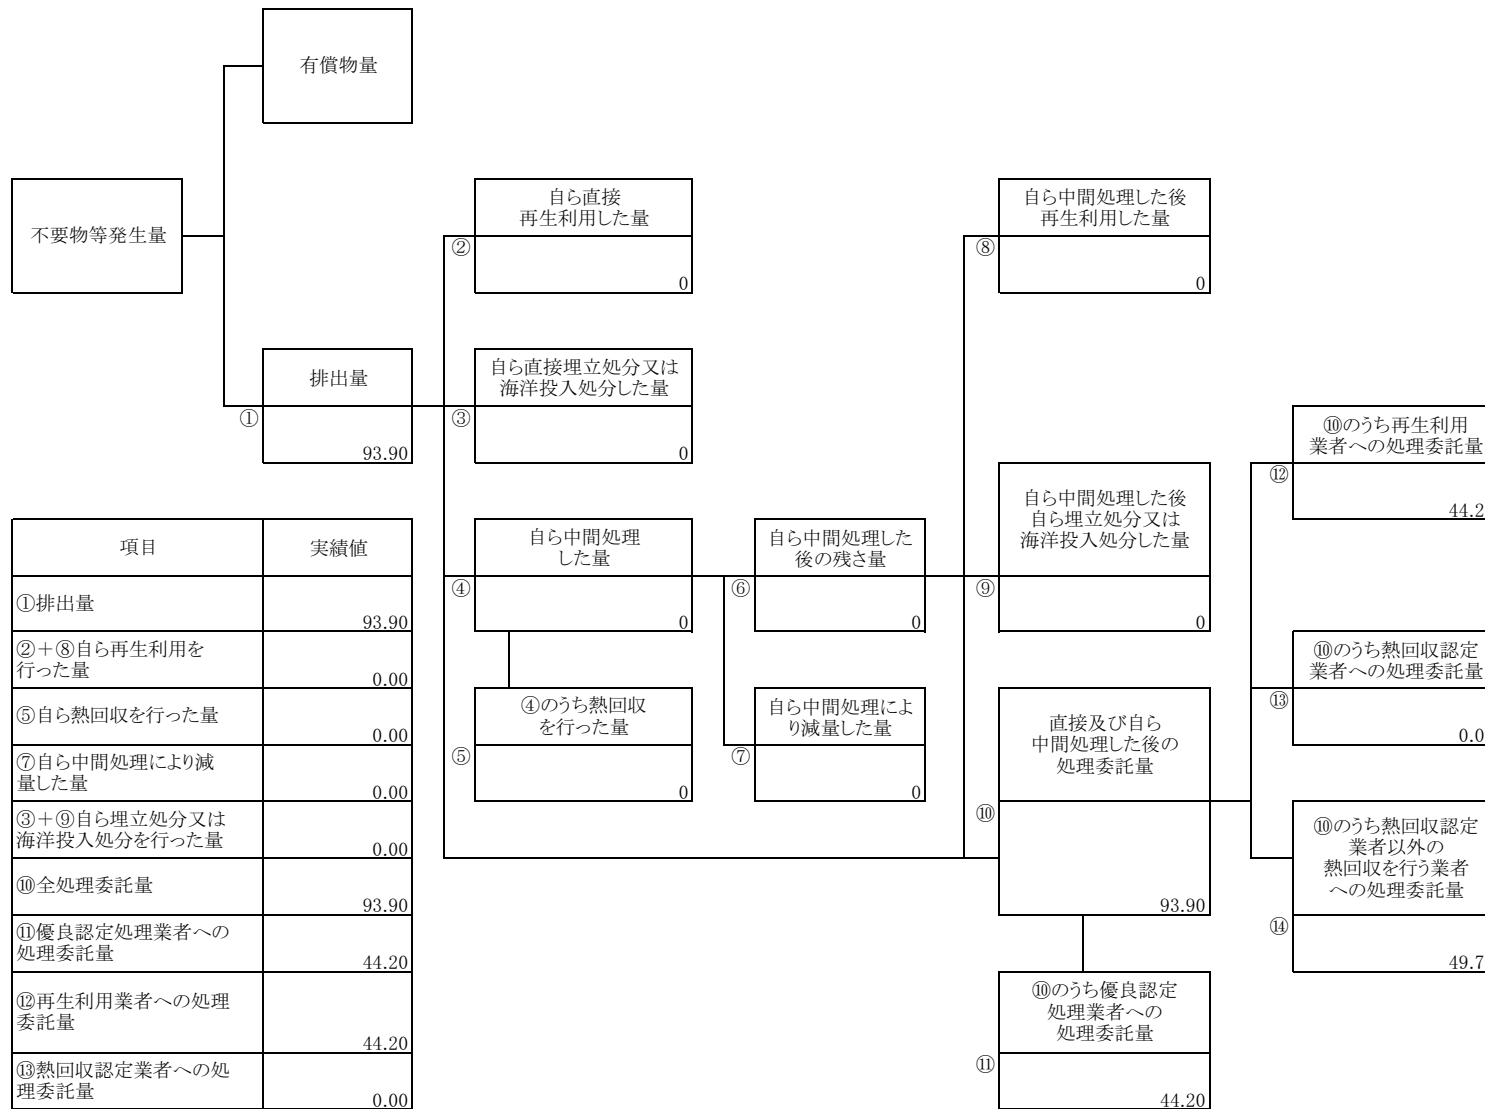 有償物量
不要物等発生量
自ら直接
再生利用した量
②
0
自ら中間処理した後
再生利用した量
⑧
0
排出量
①
93.90
自ら直接埋立処分又は
海洋投入処分した量
③
0
⑩のうち再生利用
業者への処理委託量
⑫
44.2
項目
実績値
①排出量
93.90
②＋⑧自ら再生利用を
行った量
0.00
⑤自ら熱回収を行った量
0.00
⑦自ら中間処理により減
量した量
0.00
③＋⑨自ら埋立処分又は
海洋投入処分を行った量
0.00
⑩全処理委託量
93.90
⑪優良認定処理業者への
処理委託量
44.20
⑫再生利用業者への処理
委託量
44.20
⑬熱回収認定業者への処
理委託量
0.00
自ら中間処理
した量
④
0
自ら中間処理した
後の残さ量
⑥
0
自ら中間処理した後
自ら埋立処分又は
海洋投入処分した量
⑨
0
④のうち熱回収
を行った量
⑤
0
自ら中間処理によ
り減量した量
⑦
0
直接及び自ら
中間処理した後の
処理委託量
⑩
93.90
⑩のうち熱回収認定
業者への処理委託量
⑬
0.0
⑩のうち熱回収認定
業者以外の
熱回収を行う業者
への処理委託量
⑭
49.7
⑩のうち優良認定
処理業者への
処理委託量
⑪
44.20